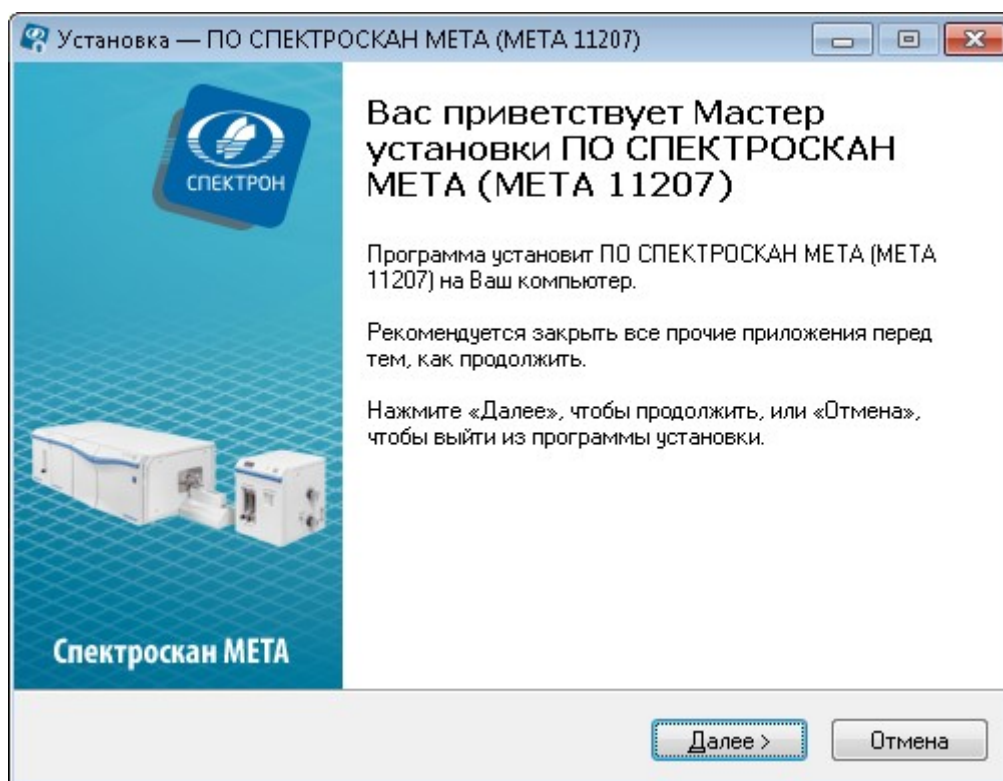 Установка — ПО СПЕКТРОСКАН МЕТА (МЕТА 11207)
СПЕКТРОН
Вас приветствует Мастер
установки ПО СПЕКТРОСКАН
МЕТА (МЕТА 11207)
Программа установит ПО СПЕКТРОСКАН МЕТА (МЕТА
11207) на Ваш компьютер.
Рекомендуется закрыть все прочие приложения перед
тем, как продолжить.
Нажмите «Далее», чтобы продолжить, или «Отмена»,
чтобы выйти из программы установки.
Спектроскан МЕТА
Далее >
Отмена